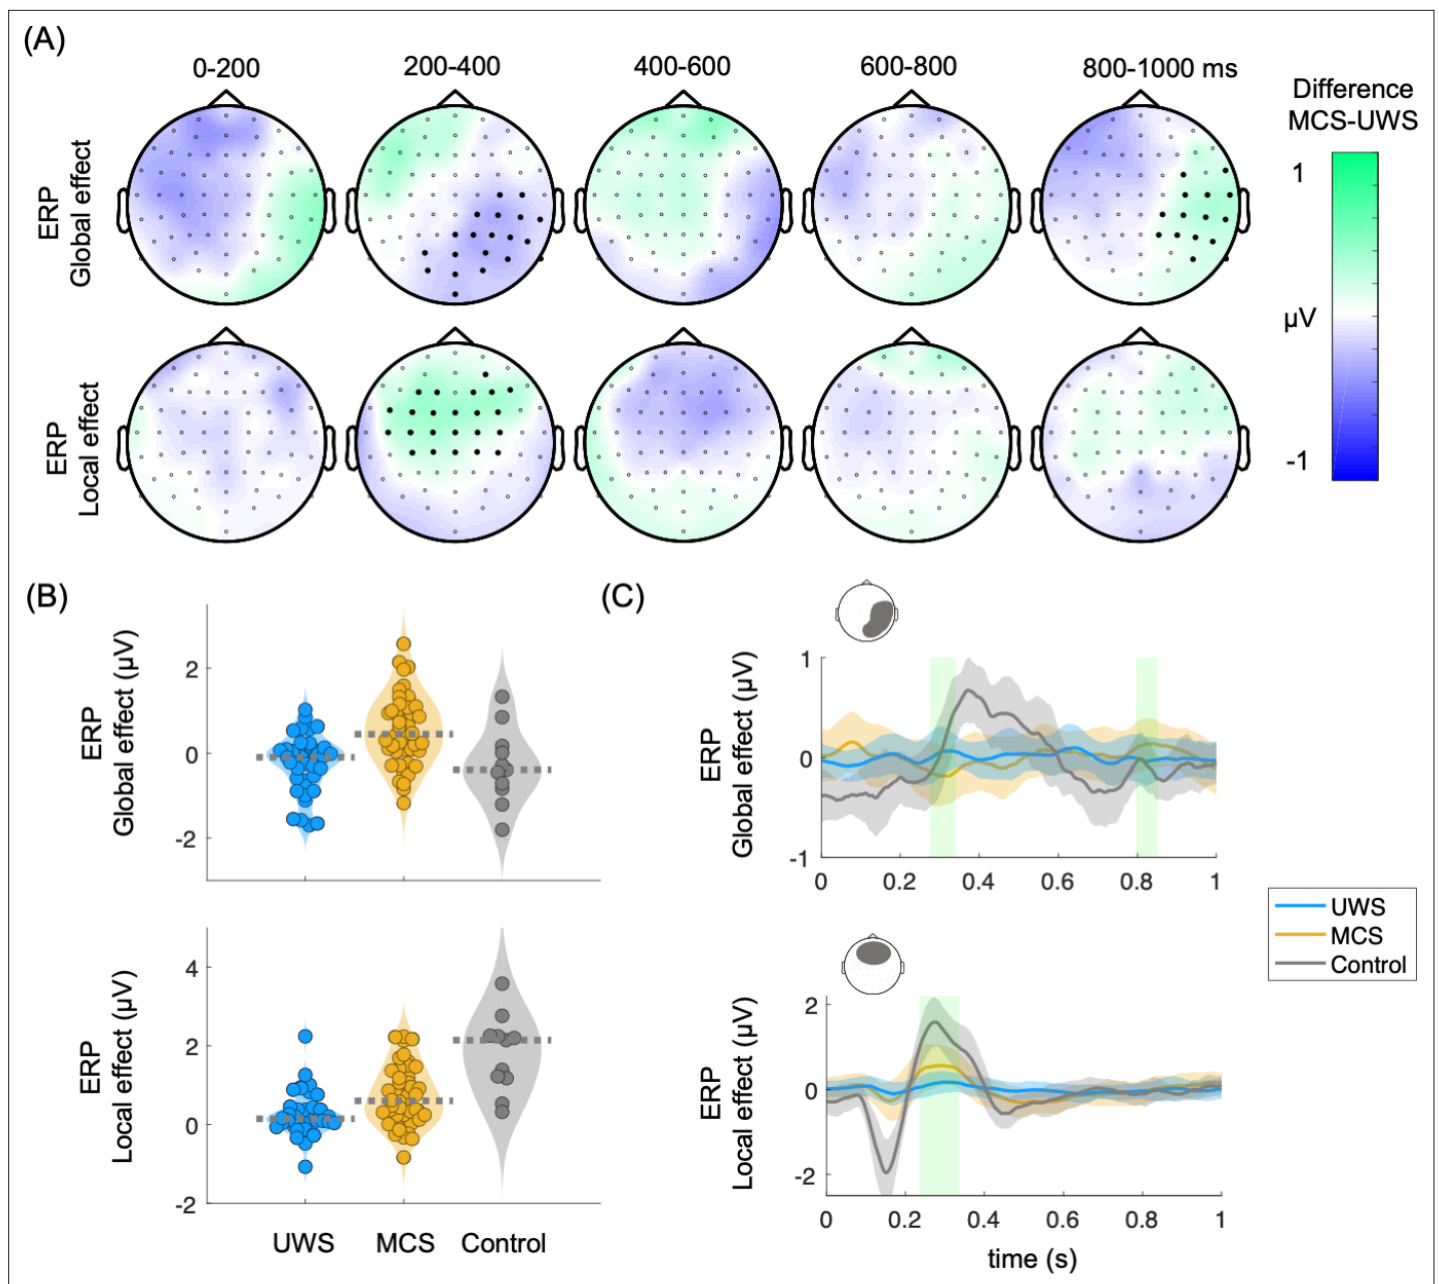 (A)
0-200 200-400 400-600 600-800 800-1000 ms
Difference
MCS-UWS
ERP
Global effect
1
µV
-1
ERP
Local effect
(B)
ERP
Global effect (µV)
2
0
-2
ERP
Local effect (µV)
4
2
0
-2
UWS MCS Control
(C)
ERP
Global effect (µV)
1
0
-1
0 0.2 0.4 0.6 0.8 1
UWS
MCS
Control
ERP
Local effect (µV)
2
0
-2
0 0.2 0.4 0.6 0.8 1
time (s)